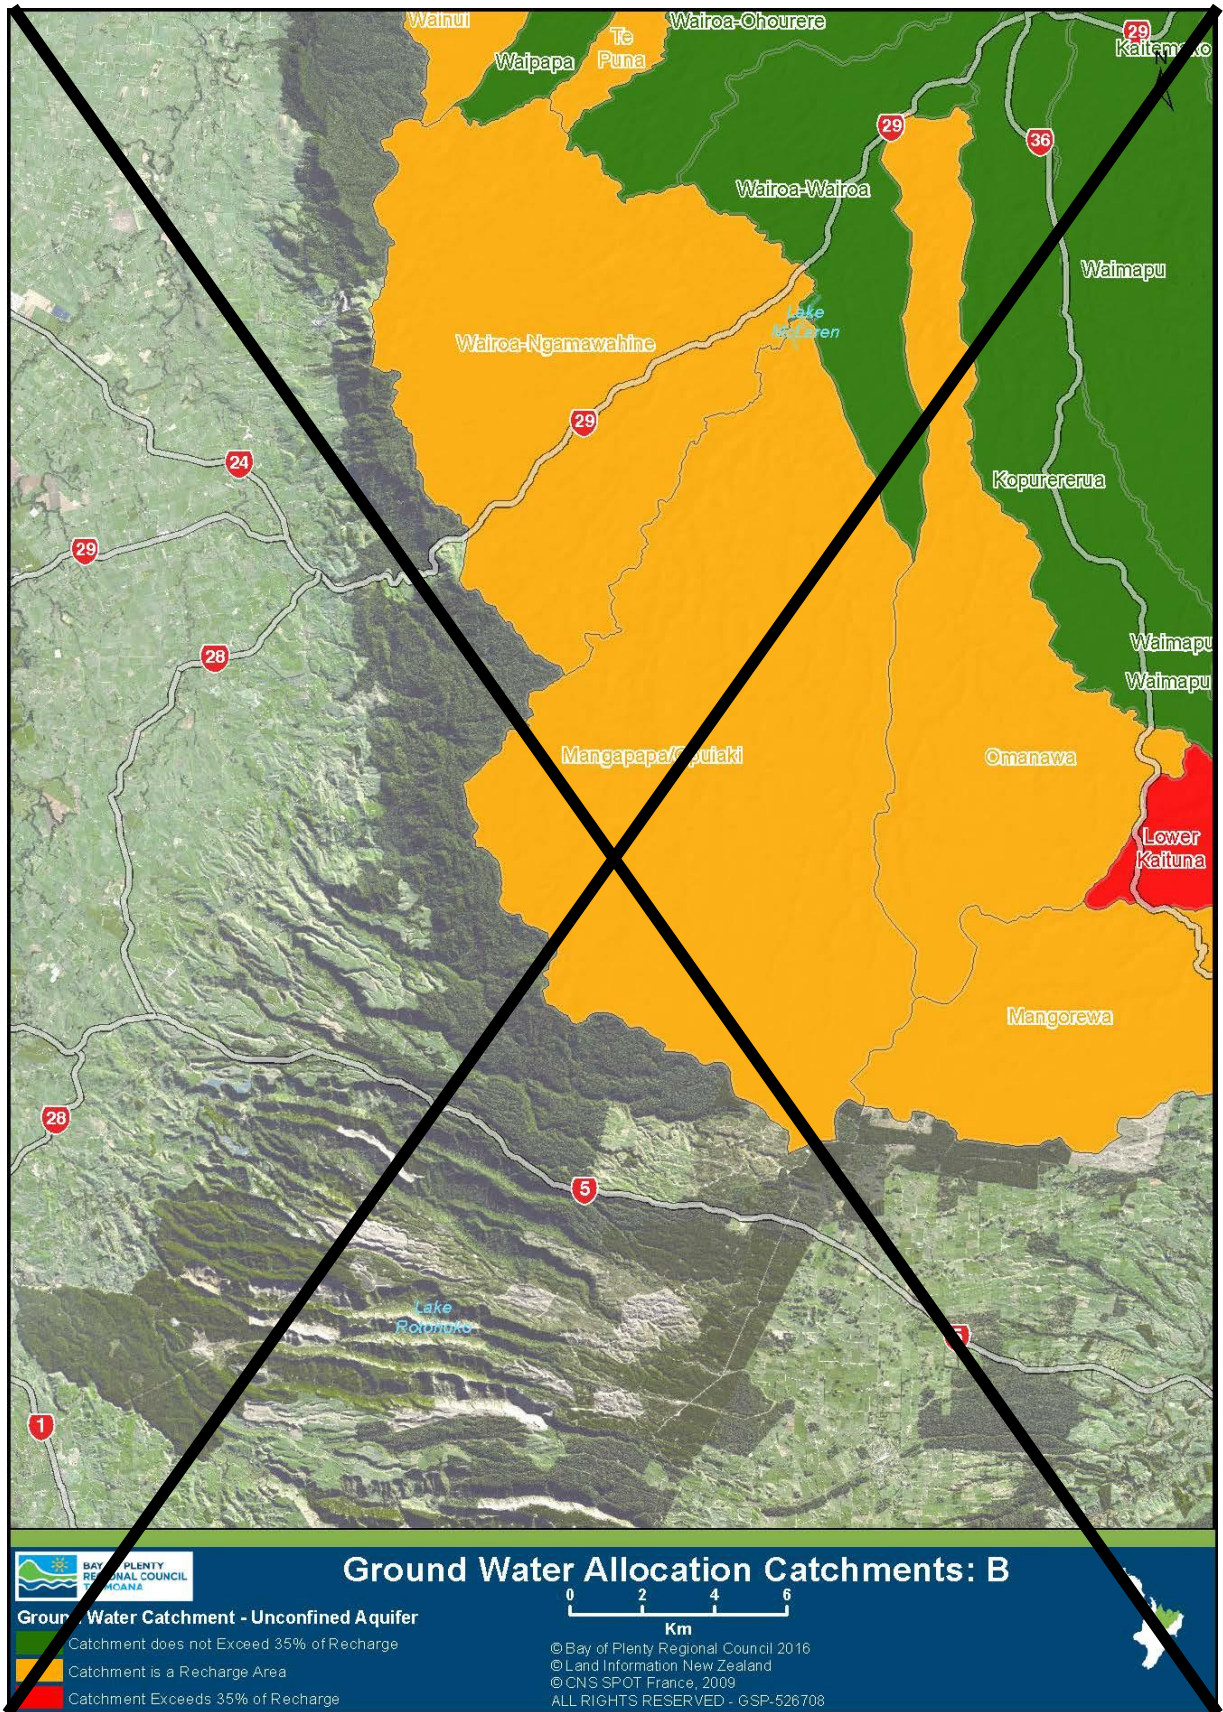 Wainui
Wairoa-Ohourere
Te
Puna
29
Waipapa
N
29
36
Wairoa-Wairoa
Waimapu
Lake
McLaren
Wairoa-Ngamawahine
29
24
Kopurererua
29
28
Waimapu
Waimapu
Omanawa
Lower
Kaituna
Mangorewa
28
5
Lake
1
Ground Water Allocation Catchments: B
0 2 4 6
Km
BAY PLENTY
COUNCIL
MOANA
Water Catchment - Unconfined Aquifer
Catchment does not Exceed 35% of Recharge
Catchment is a Recharge Area
Catchment Exceeds 35% of Recharge
© Bay of Plenty Regional Council 2016
© Land Information New Zealand
© CNS SPOT France, 2009
ALL RIGHTS RESERVED - GSP-526708